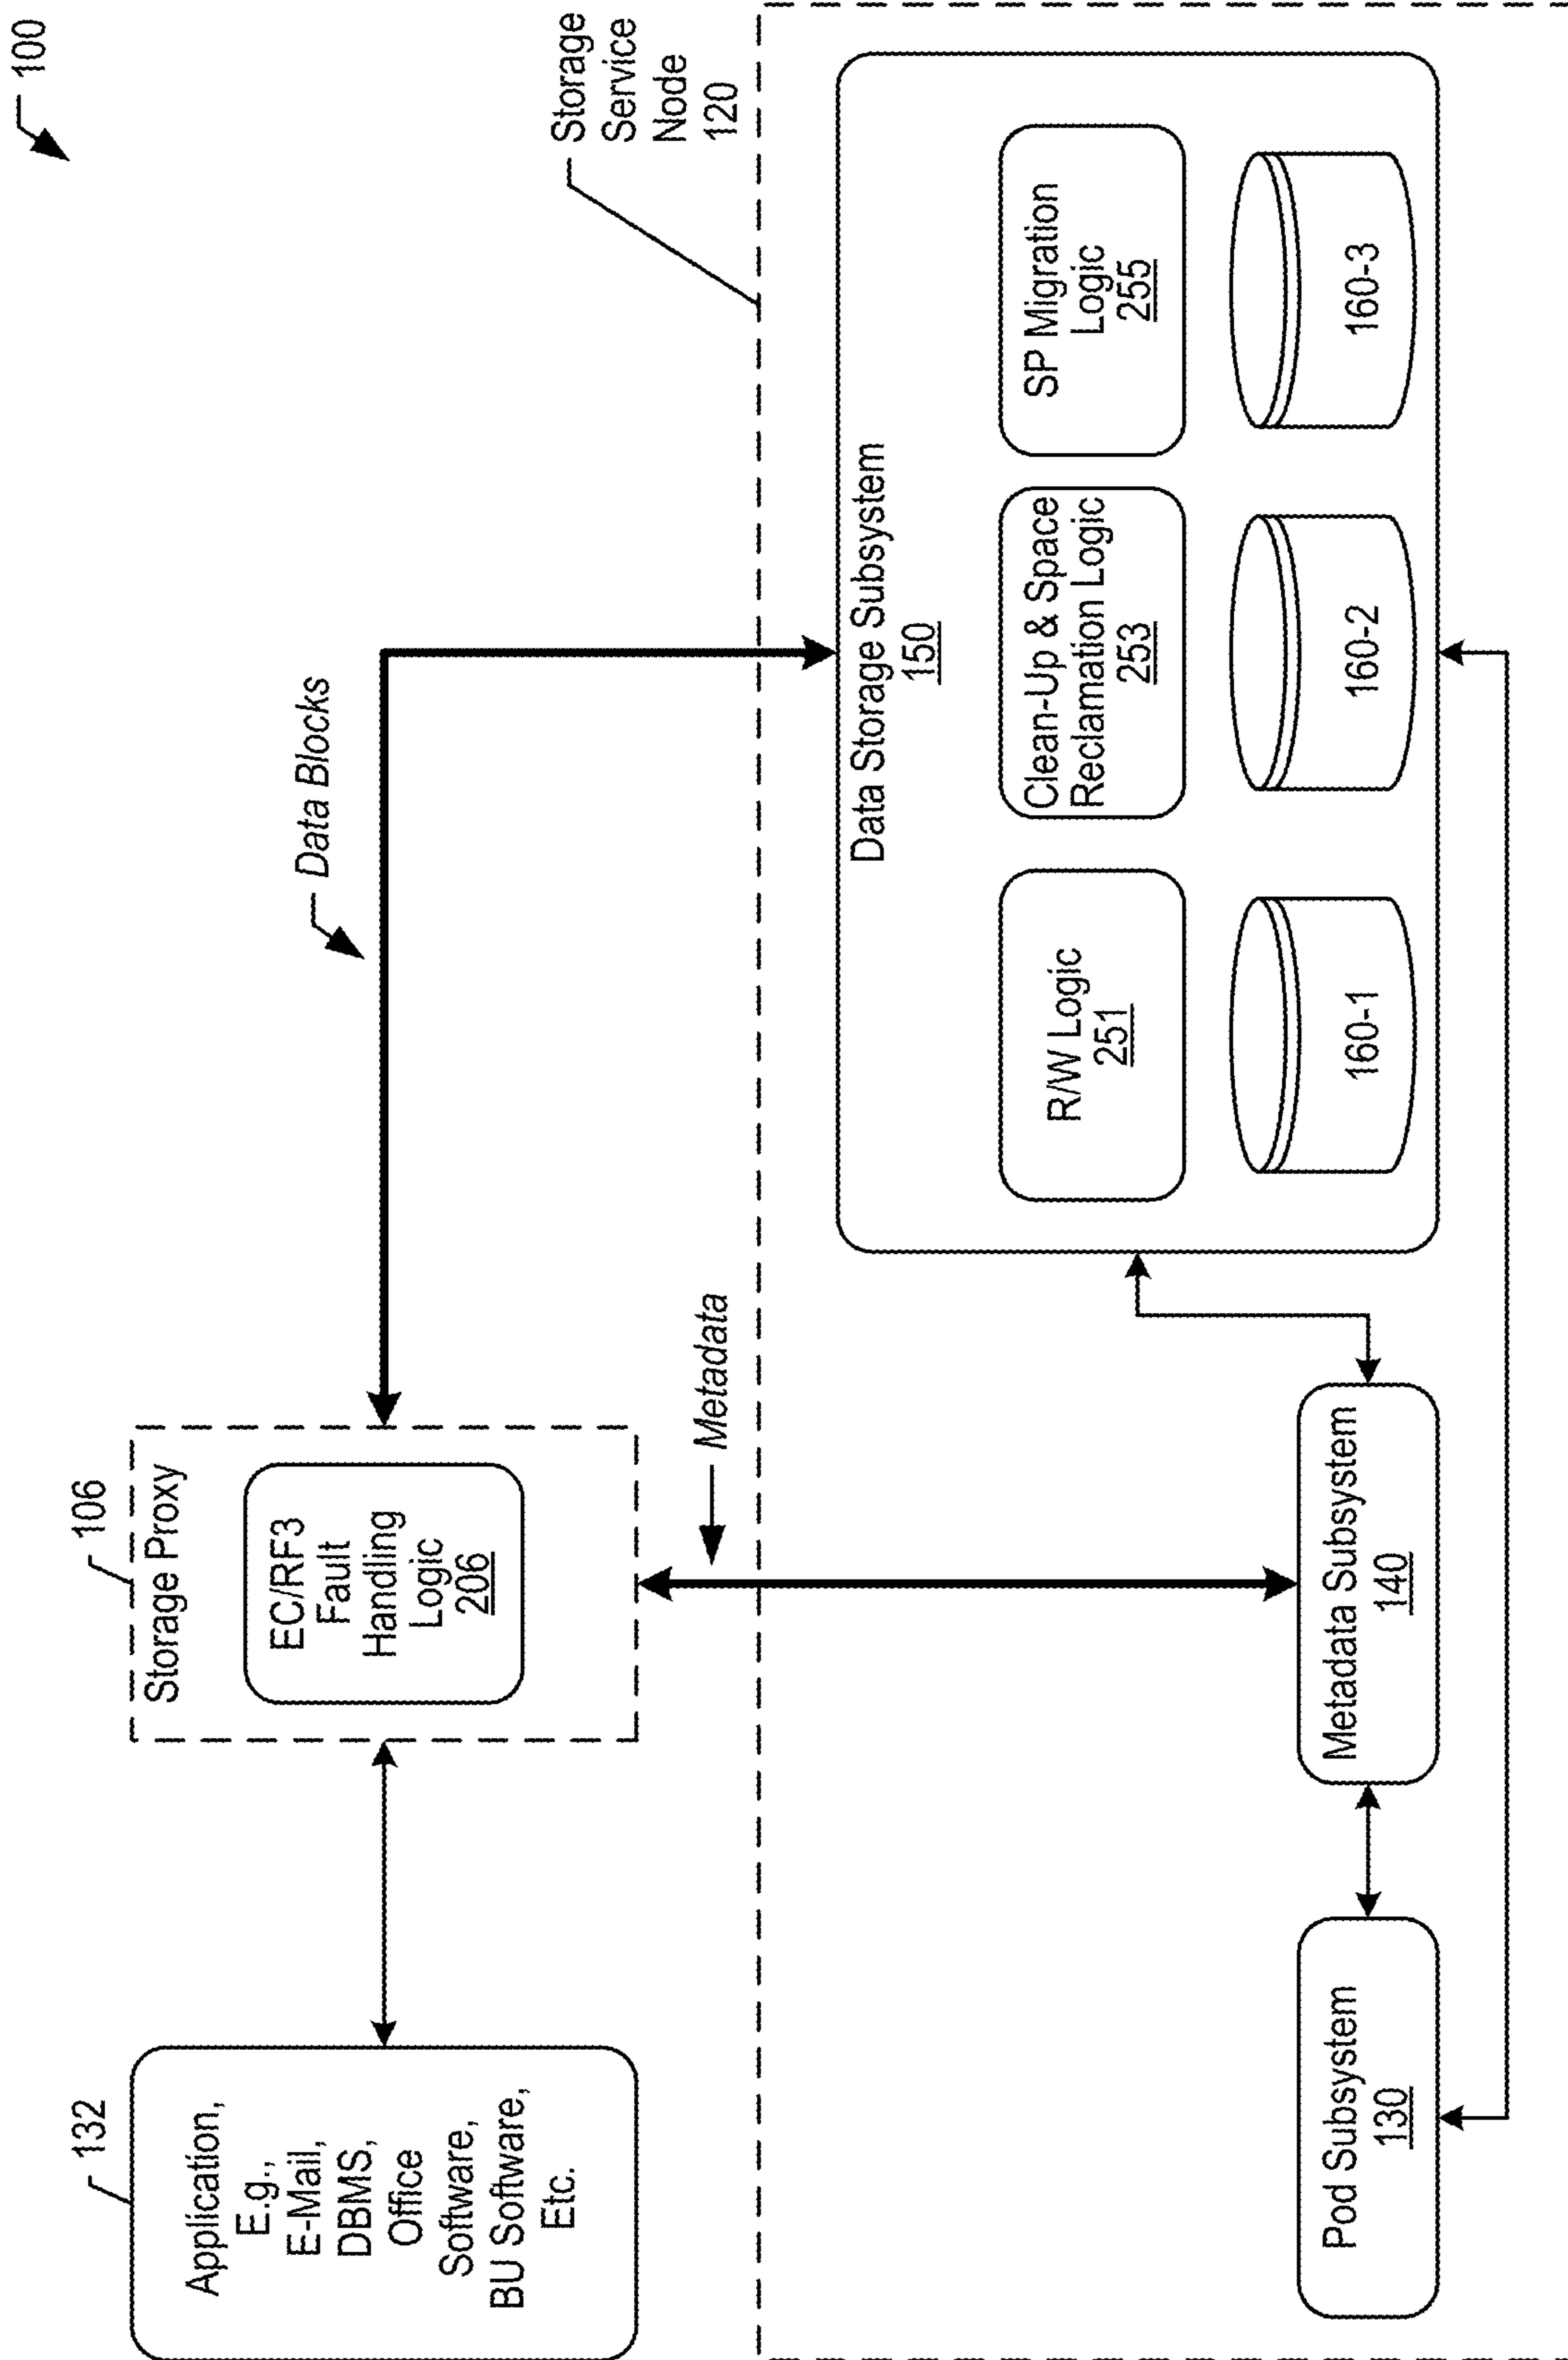 100
132
Application,
E.g.,
E-Mail,
DBMS,
Office
Software,
BU Software,
Etc.
106
Storage Proxy
EC/RF3
Fault
Handling
Logic
206
Data Blocks
Metadata
Storage
Service
Node
120
Data Storage Subsystem
150
R/W Logic
251
Clean-Up & Space
Reclamation Logic
253
SP Migration
Logic
255
160-1
160-2
160-3
Pod Subsystem
130
Metadata Subsystem
140